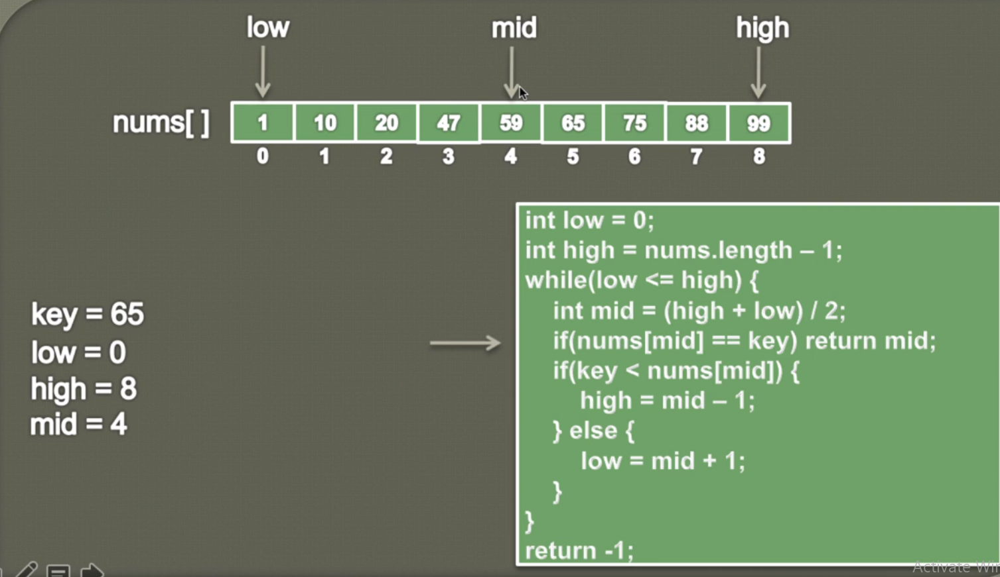 low mid high
nums[ ] 1 10 20 47 59 65 75 88 99
0 1 2 3 4 5 6 7 8
key = 65
low = 0
high = 8
mid = 4
int low = 0;
int high = nums.length – 1;
while(low <= high) {
int mid = (high + low) / 2;
if(nums[mid] == key) return mid;
if(key < nums[mid]) {
high = mid – 1;
} else {
low = mid + 1;
}
}
return -1;
Activate